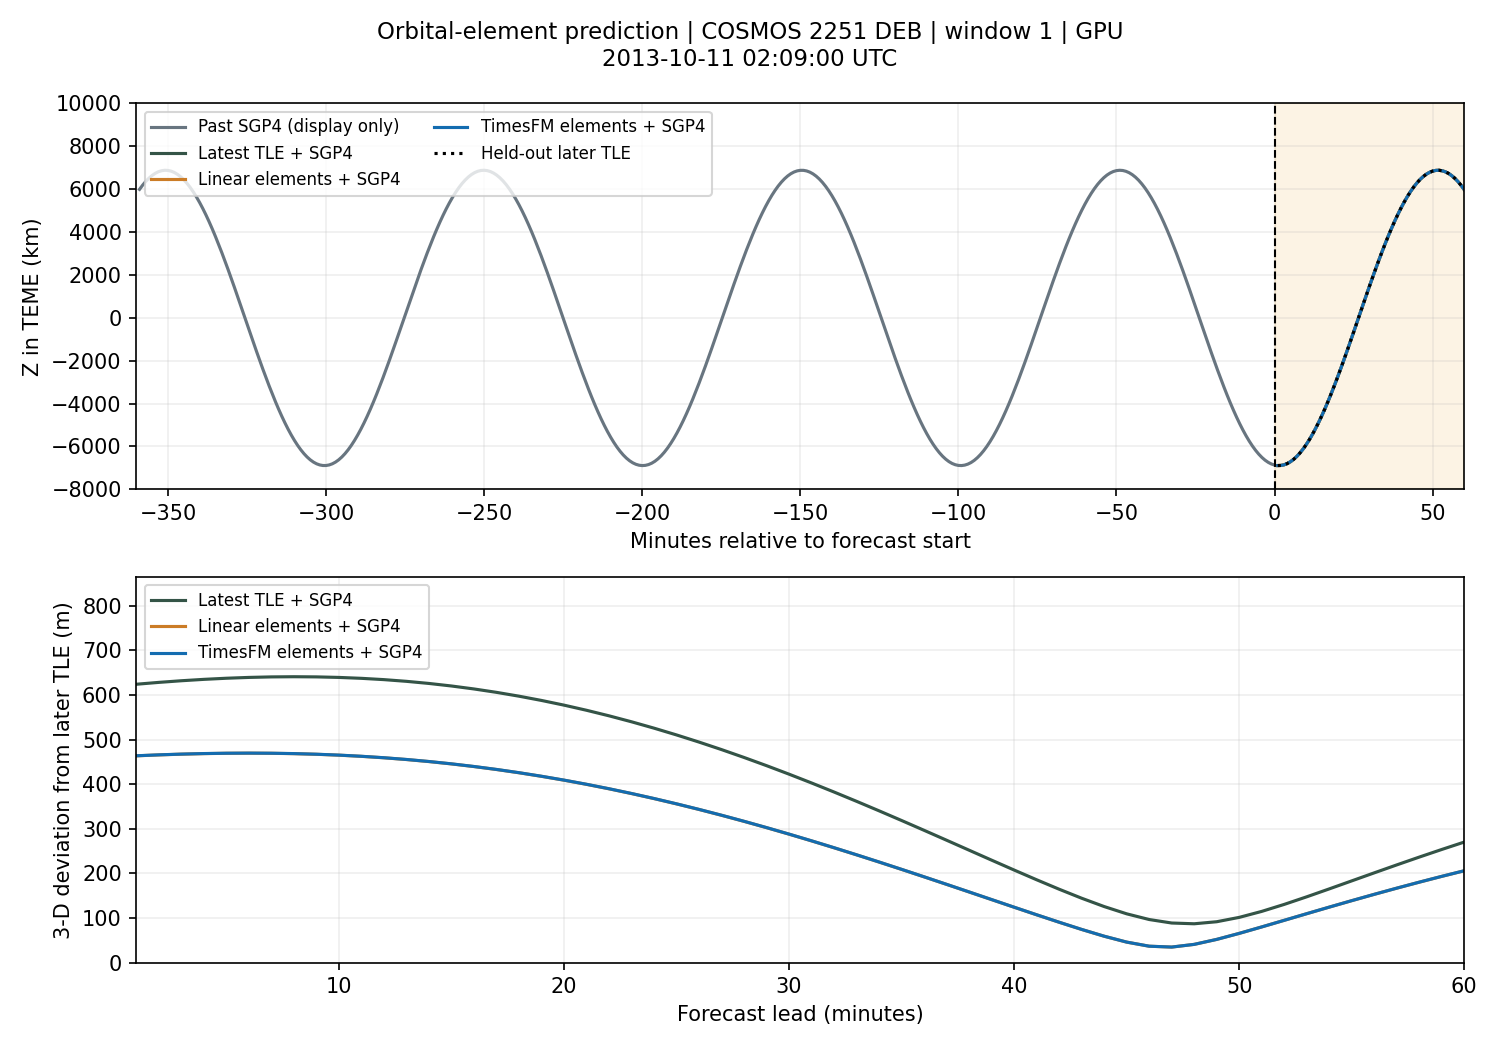 Orbital-element prediction | COSMOS 2251 DEB | window 1 | GPU
2013-10-11 02:09:00 UTC
Z in TEME (km)
10000
8000
6000
4000
2000
0
−2000
−4000
−6000
−8000
Past SGP4 (display only)
Latest TLE + SGP4
Linear elements + SGP4
TimesFM elements + SGP4
Held-out later TLE
−350 −300 −250 −200 −150 −100 −50 0 50
Minutes relative to forecast start
3-D deviation from later TLE (m)
800
700
600
500
400
300
200
100
0
Latest TLE + SGP4
Linear elements + SGP4
TimesFM elements + SGP4
10 20 30 40 50 60
Forecast lead (minutes)